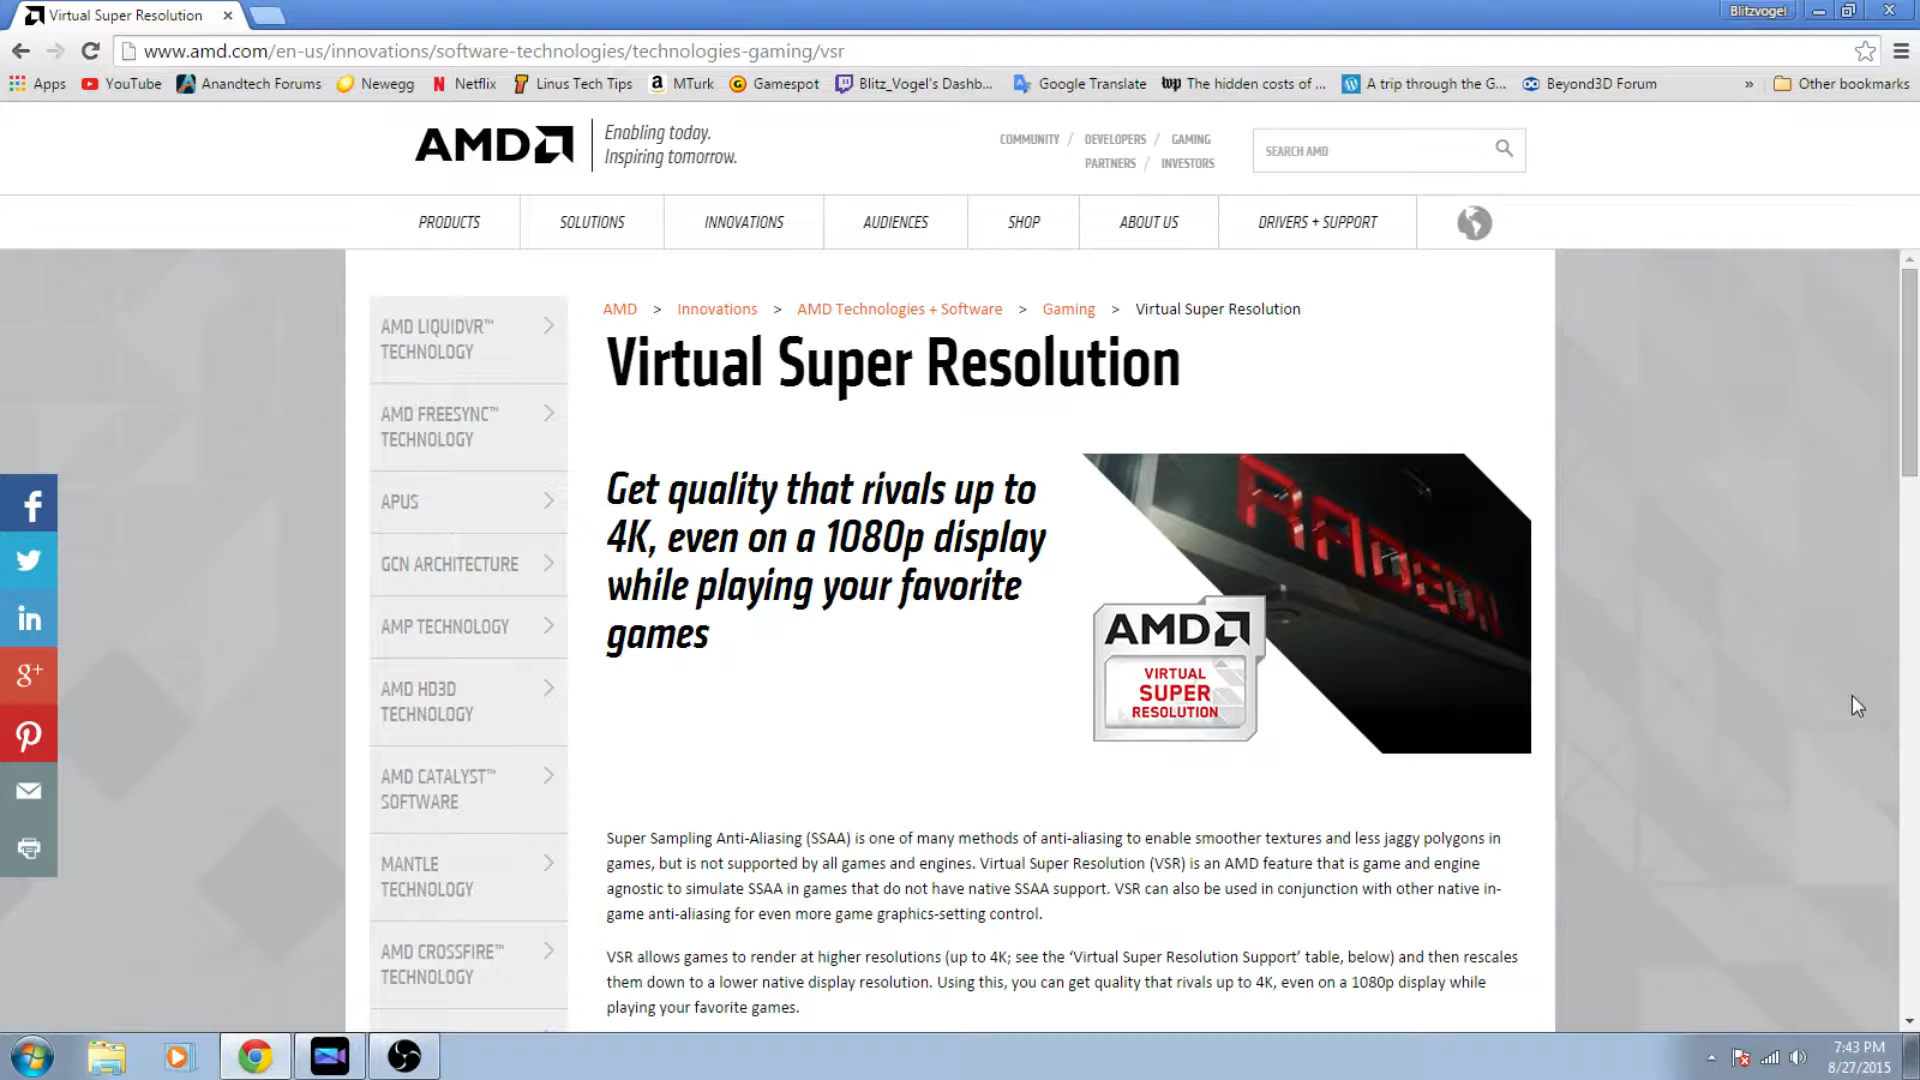 Virtual Super Resolution
Blitzvogel
www.amd.com/en-us/innovations/software-technologies/technologies-gaming/vsr
Apps YouTube Anandtech Forums Newegg Netflix Linus Tech Tips MTurk Gamespot Blitz_Vogel's Dashb... Google Translate The hidden costs of ... A trip through the G... Beyond3D Forum » Other bookmarks
AMD
Enabling today.
Inspiring tomorrow.
COMMUNITY / DEVELOPERS / GAMING
PARTNERS / INVESTORS
SEARCH AMD
PRODUCTS SOLUTIONS INNOVATIONS AUDIENCES SHOP ABOUT US DRIVERS + SUPPORT
AMD LIQUIDVR™
TECHNOLOGY
AMD FREESYNC™
TECHNOLOGY
APUS
GCN ARCHITECTURE
AMP TECHNOLOGY
AMD HD3D
TECHNOLOGY
AMD CATALYST™
SOFTWARE
MANTLE
TECHNOLOGY
AMD CROSSFIRE™
TECHNOLOGY
AMD > Innovations > AMD Technologies + Software > Gaming > Virtual Super Resolution
Virtual Super Resolution
Get quality that rivals up to
4K, even on a 1080p display
while playing your favorite
games
RADEON
AMD
VIRTUAL
SUPER
RESOLUTION
Super Sampling Anti-Aliasing (SSAA) is one of many methods of anti-aliasing to enable smoother textures and less jaggy polygons in
games, but is not supported by all games and engines. Virtual Super Resolution (VSR) is an AMD feature that is game and engine
agnostic to simulate SSAA in games that do not have native SSAA support. VSR can also be used in conjunction with other native in-
game anti-aliasing for even more game graphics-setting control.
VSR allows games to render at higher resolutions (up to 4K; see the ‘Virtual Super Resolution Support’ table, below) and then rescales
them down to a lower native display resolution. Using this, you can get quality that rivals up to 4K, even on a 1080p display while
playing your favorite games.
7:43 PM
8/27/2015